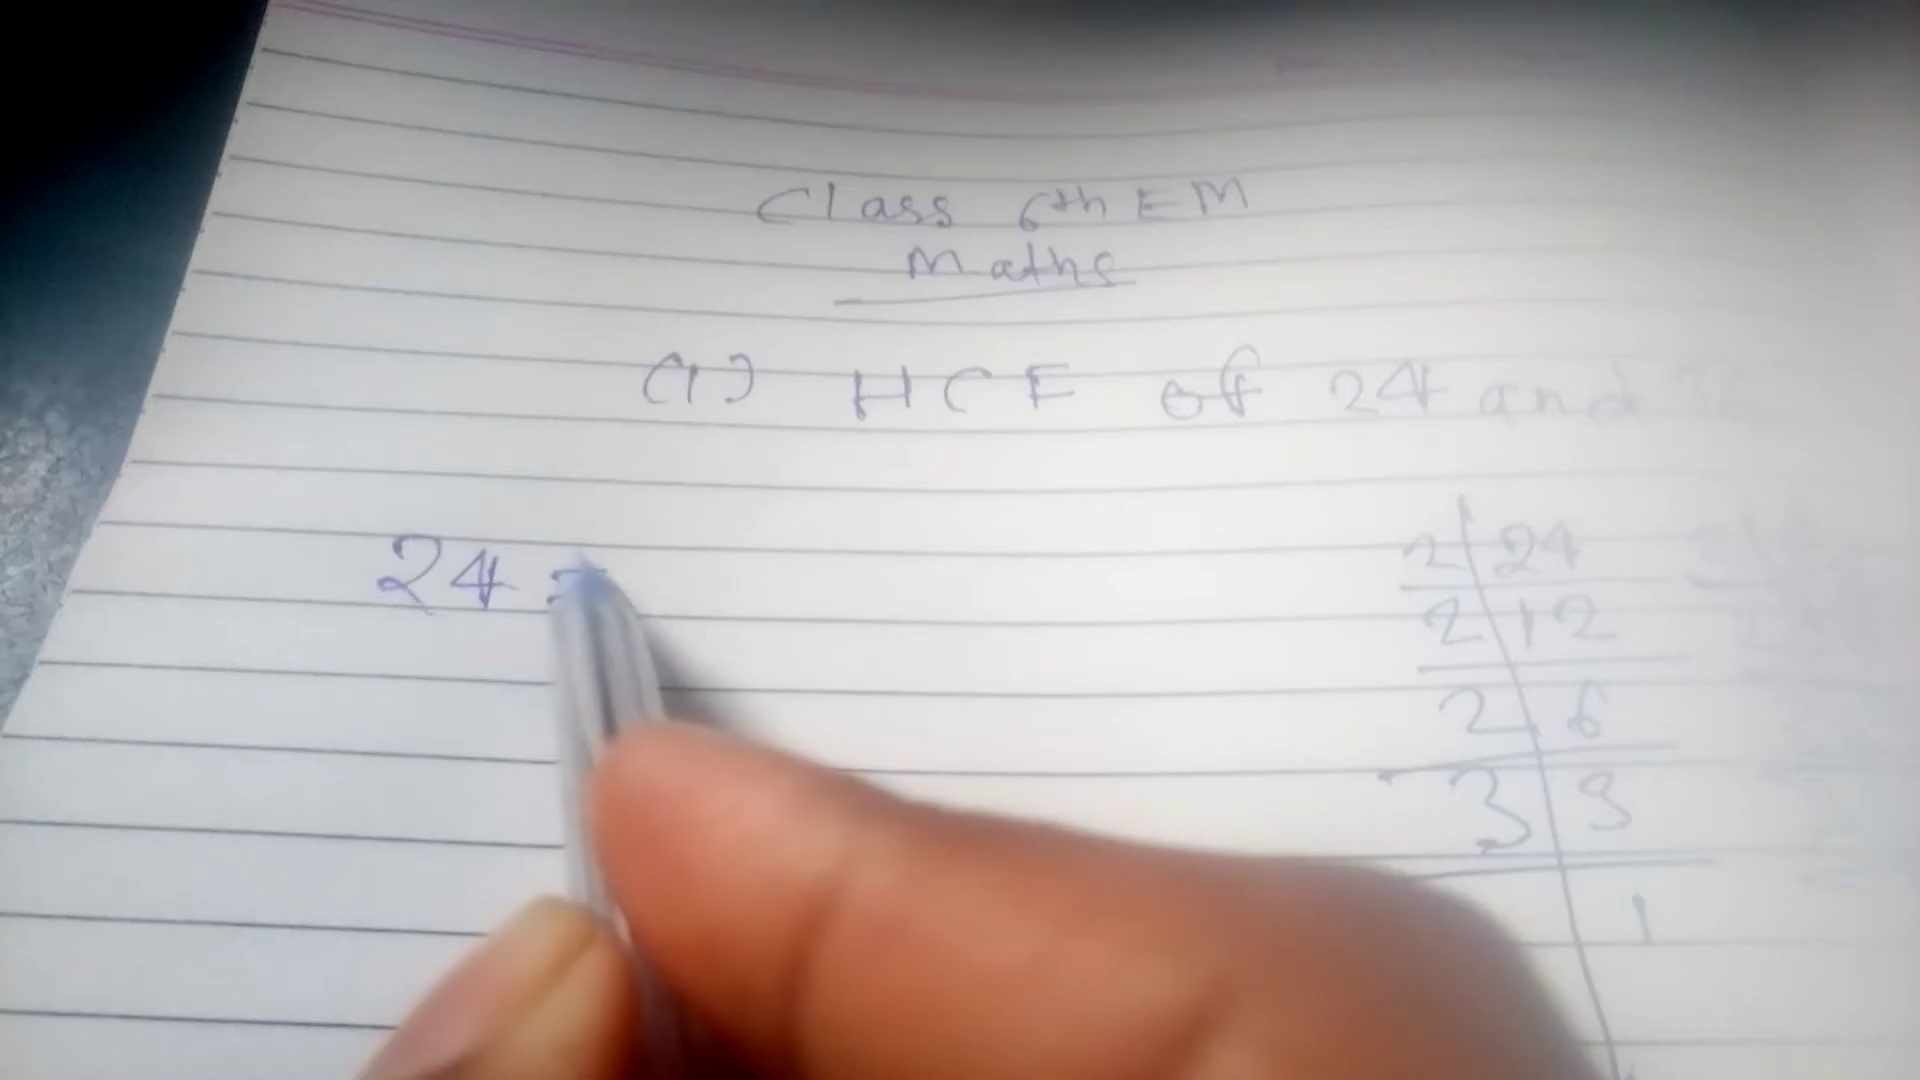 Class 6th EM
Maths
(1) HCF of 24 and
24 =
2 24
2 12
2 6
3 3
1